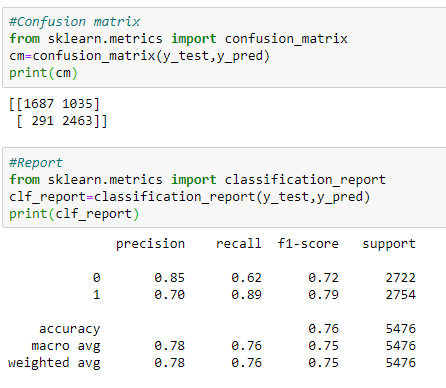 #Confusion matrix
from sklearn.metrics import confusion_matrix
cm=confusion_matrix(y_test,y_pred)
print(cm)
[[1687 1035]
 [ 291 2463]]
#Report
from sklearn.metrics import classification_report
clf_report=classification_report(y_test,y_pred)
print(clf_report)
precision recall f1-score support
0 0.85 0.62 0.72 2722
1 0.70 0.89 0.79 2754
accuracy 0.76 5476
macro avg 0.78 0.76 0.75 5476
weighted avg 0.78 0.76 0.75 5476